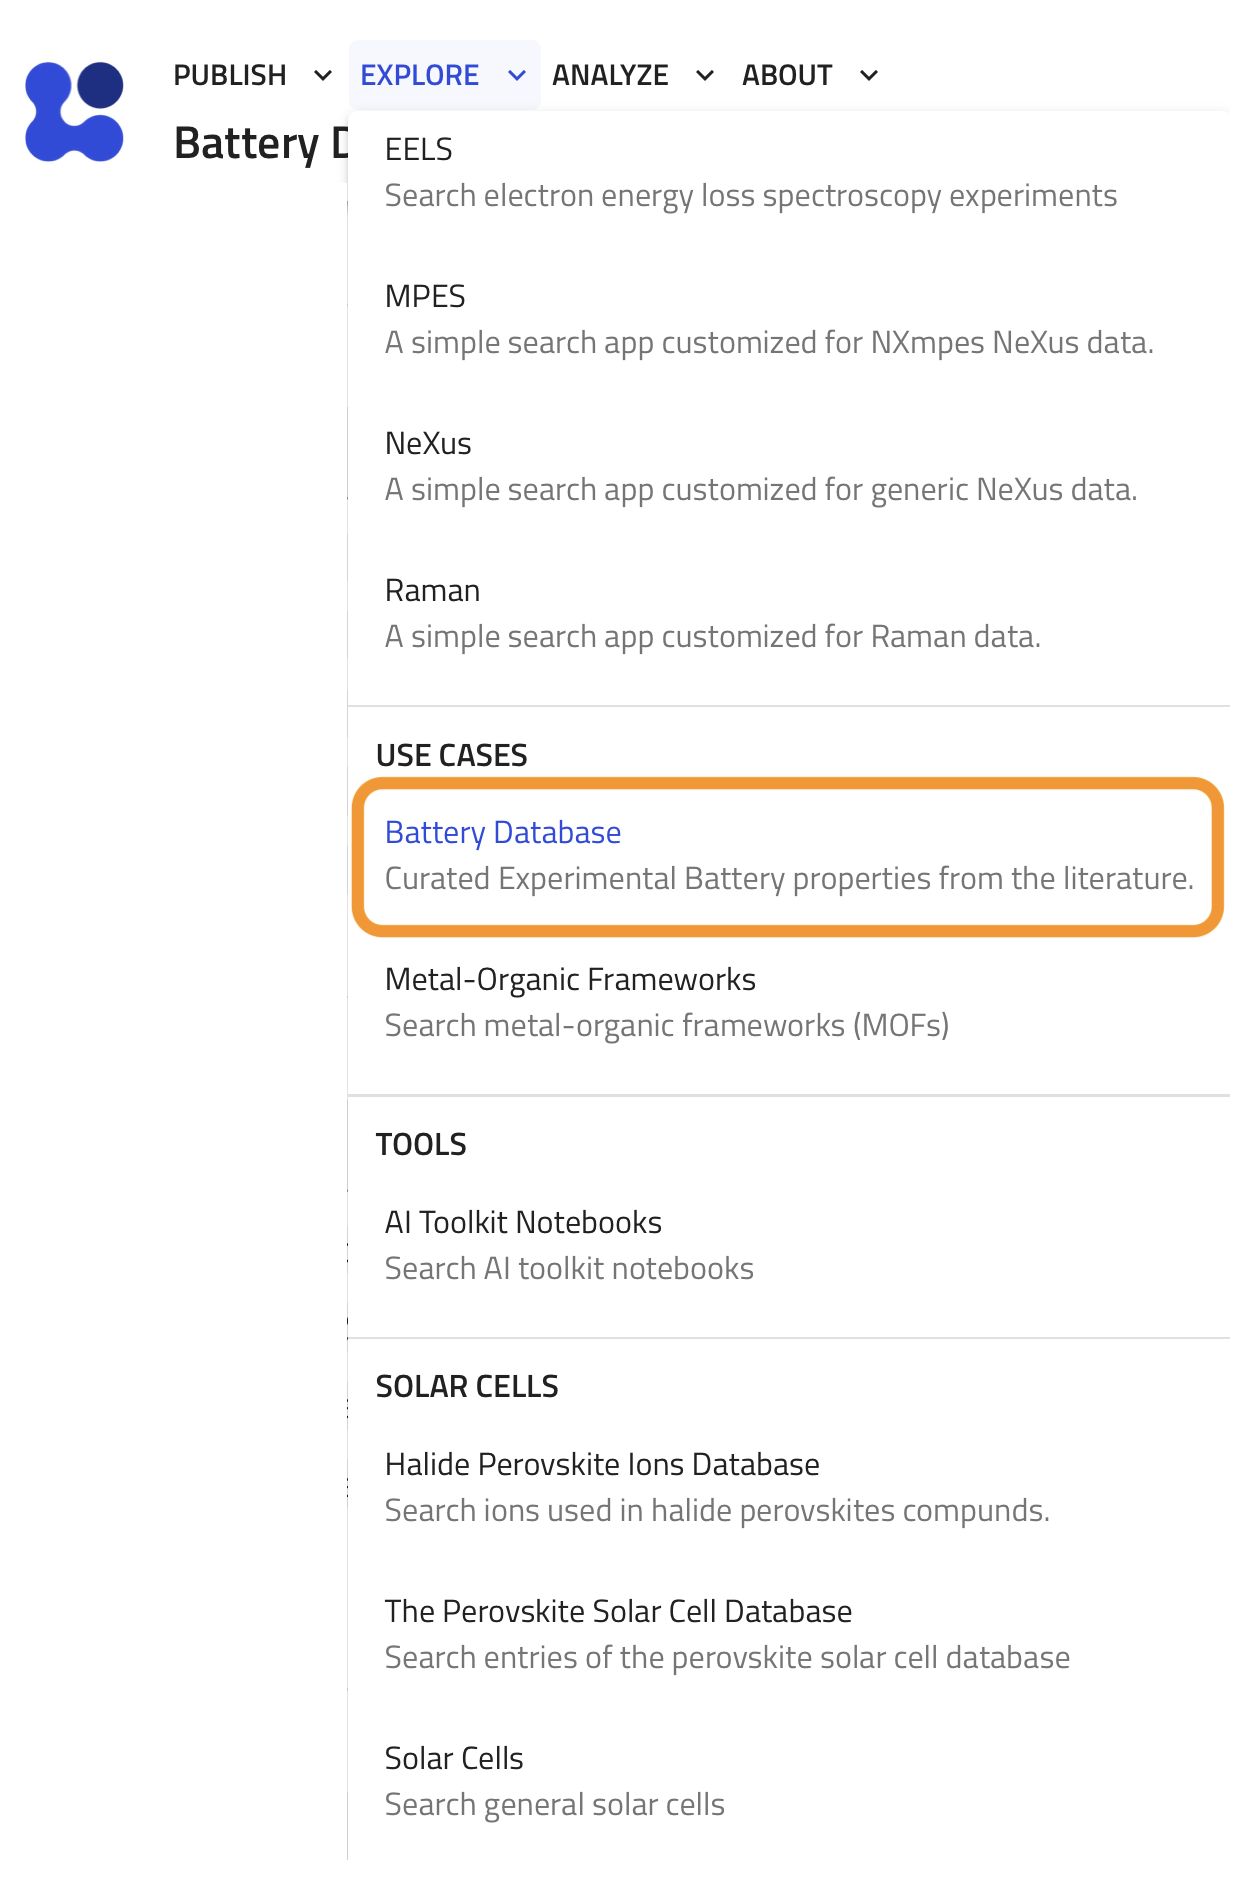 PUBLISH EXPLORE ANALYZE ABOUT
Battery
EELS
Search electron energy loss spectroscopy experiments
MPES
A simple search app customized for NXmpes NeXus data.
NeXus
A simple search app customized for generic NeXus data.
Raman
A simple search app customized for Raman data.
USE CASES
Battery Database
Curated Experimental Battery properties from the literature.
Metal-Organic Frameworks
Search metal-organic frameworks (MOFs)
TOOLS
AI Toolkit Notebooks
Search AI toolkit notebooks
SOLAR CELLS
Halide Perovskite Ions Database
Search ions used in halide perovskites compunds.
The Perovskite Solar Cell Database
Search entries of the perovskite solar cell database
Solar Cells
Search general solar cells